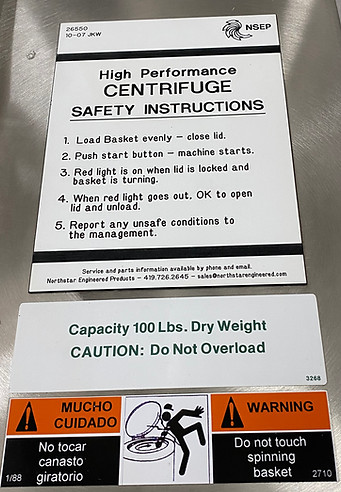 26550
10-07 JKW
NSEP
High Performance
CENTRIFUGE
SAFETY INSTRUCTIONS
1. Load Basket evenly – close lid.
2. Push start button – machine starts.
3. Red light is on when lid is locked and
basket is turning.
4. When red light goes out, OK to open
lid and unload.
5. Report any unsafe conditions to
the management.
Service and parts information available by phone and email.
Northstar Engineered Products – 419.726.2645 – sales@northstarengineered.com
Capacity 100 Lbs. Dry Weight
CAUTION: Do Not Overload
3268
MUCHO
CUIDADO
No tocar
canasto
giratorio
1/88
WARNING
Do not touch
spinning
basket
2710